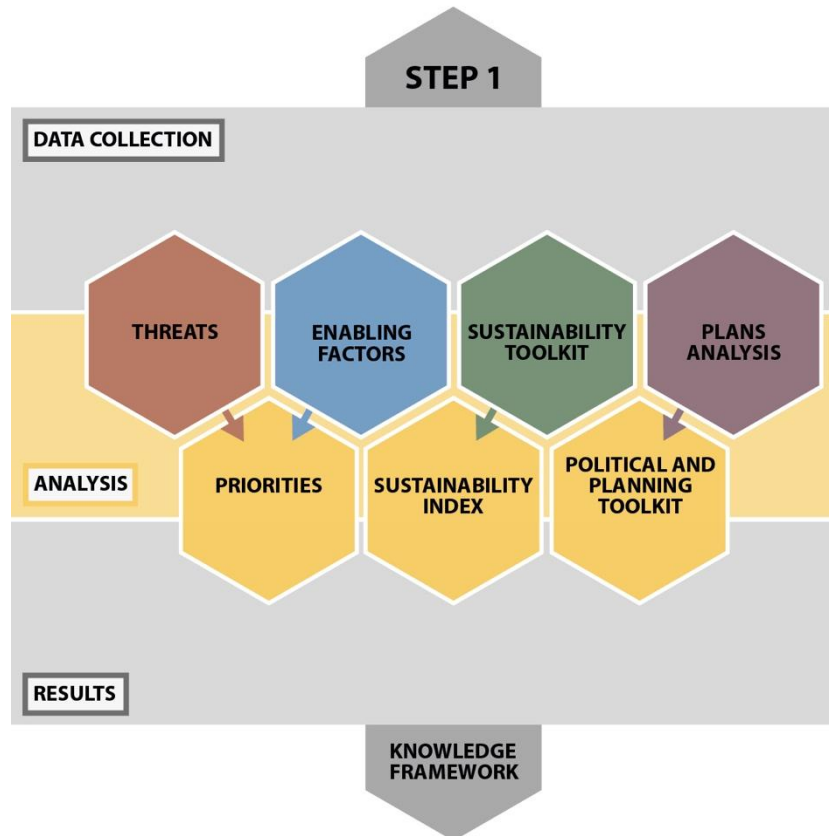 STEP 1
DATA COLLECTION
THREATS
ENABLING
FACTORS
SUSTAINABILITY
TOOLKIT
PLANS
ANALYSIS
ANALYSIS
PRIORITIES
SUSTAINABILITY
INDEX
POLITICAL AND
PLANNING
TOOLKIT
RESULTS
KNOWLEDGE
FRAMEWORK